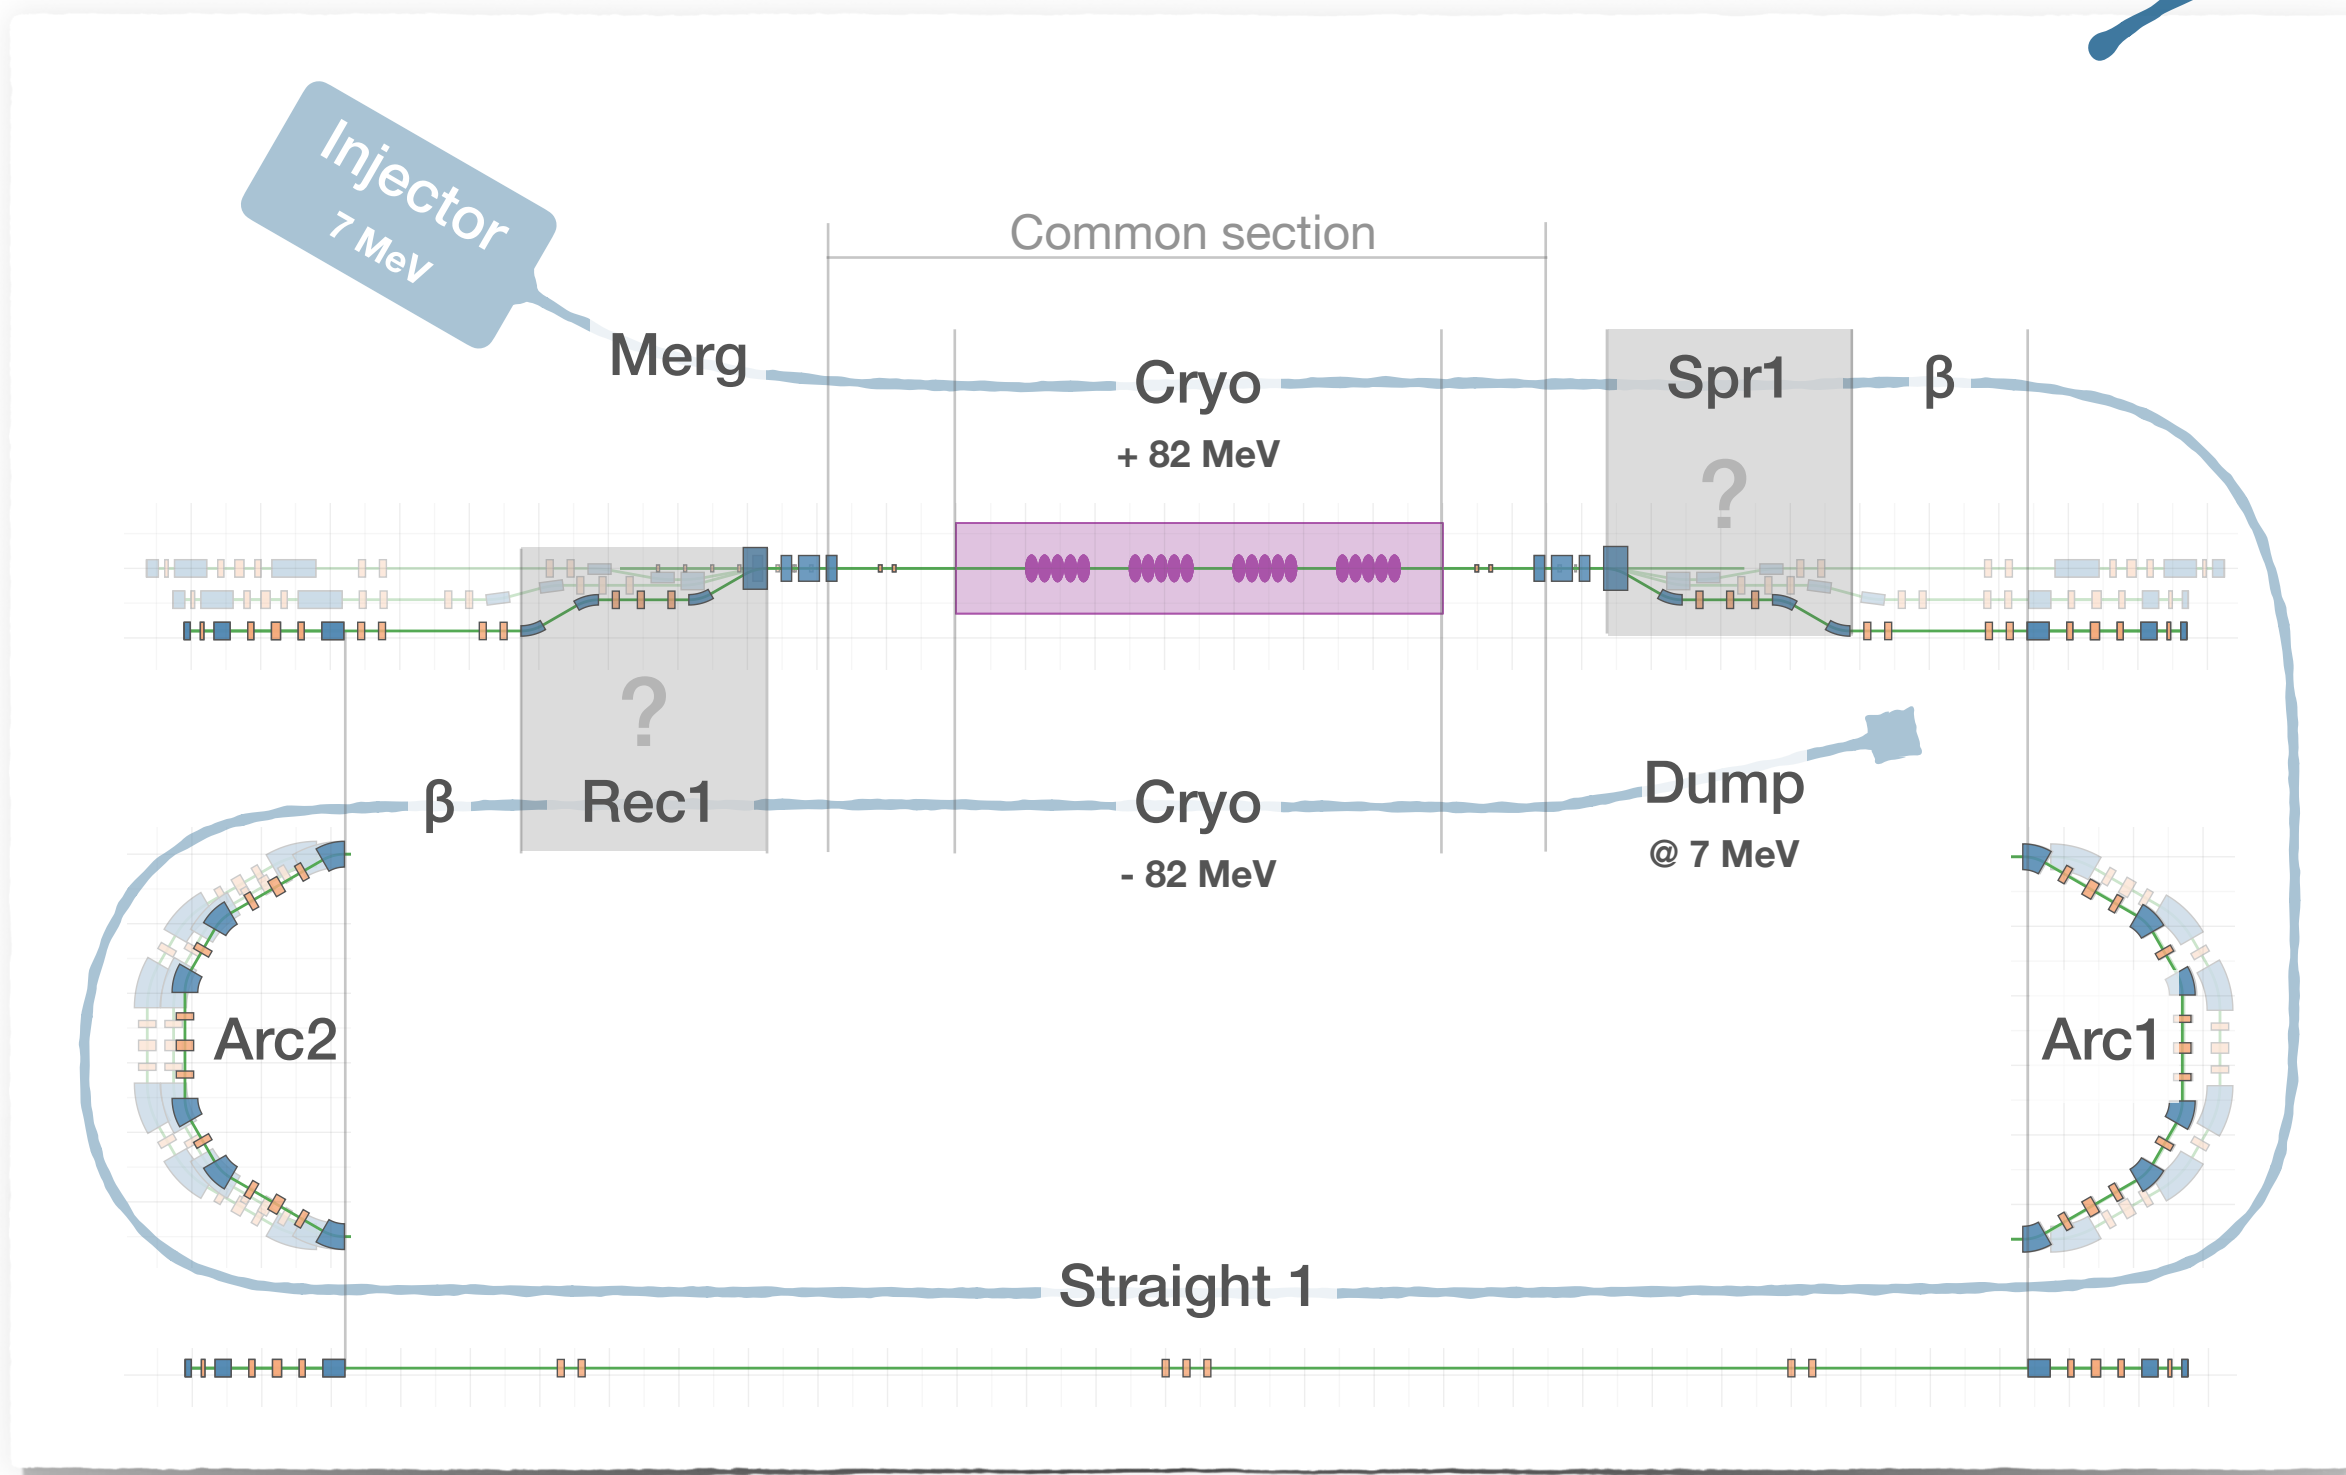 Injector
7 MeV
Common section
Merg
Cryo
+ 82 MeV
Spr1
?
β
?
β
Rec1
Cryo
- 82 MeV
Dump
@ 7 MeV
Arc2
Arc1
Straight 1